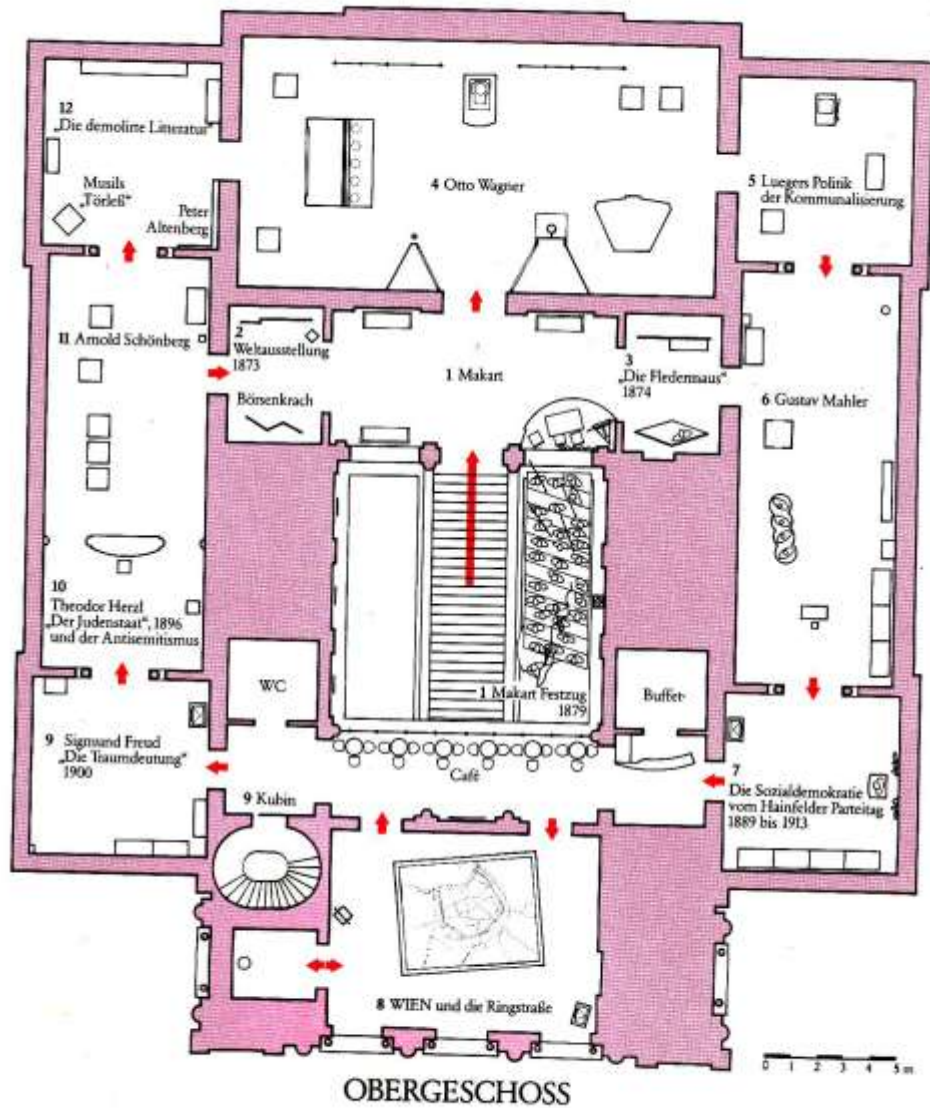 12
„Die demolirte Litteratur“
Musils
„Törleß“
Peter
Altenberg
4 Otto Wagner
5 Luegers Politik
der Kommunalisierung
11 Arnold Schönberg
2
Weltausstellung
1873
Börsenkrach
1 Makart
3
„Die Fledermaus“
1874
6 Gustav Mahler
10
Theodor Herzl
„Der Judenstaat“, 1896
und der Antisemitismus
WC
1 Makart Festzug
1879
Buffet
9 Sigmund Freud
„Die Traumdeutung“
1900
Café
9 Kubin
7
Die Sozialdemokratie
vom Hainfelder Parteitag
1889 bis 1913
8 WIEN und die Ringstraße
0 1 2 3 4 5 m
OBERGESCHOSS